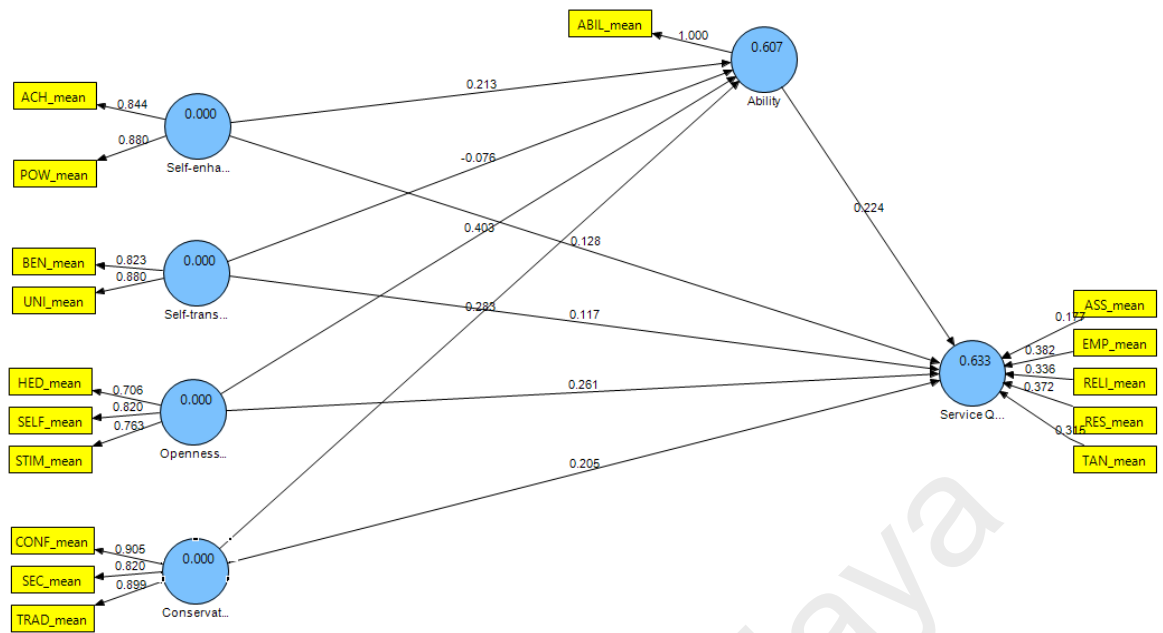 ABIL_mean
1.000
0.607
Ability
ACH_mean
0.844
0.880
POW_mean
0.000
Self-enha...
0.213
-0.076
0.403
0.128
0.224
BEN_mean
0.823
0.880
UNI_mean
0.000
Self-trans...
0.283
0.117
ASS_mean
0.177
EMP_mean
0.382
RELI_mean
0.336
0.372
RES_mean
0.315
TAN_mean
0.633
Service Q...
HED_mean
0.706
SELF_mean
0.820
0.763
STIM_mean
0.000
Openness...
0.261
0.205
CONF_mean
0.905
SEC_mean
0.820
0.899
TRAD_mean
0.000
Conservat...
laya